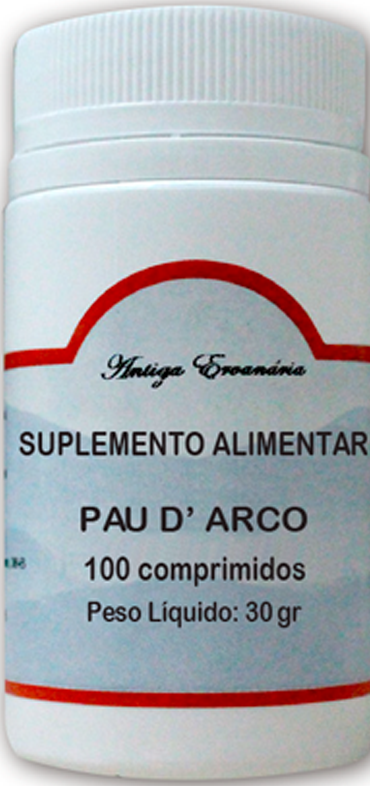 Antiga Ervanária
SUPLEMENTO ALIMENTAR
PAU D' ARCO
100 comprimidos
Peso Líquido: 30 gr